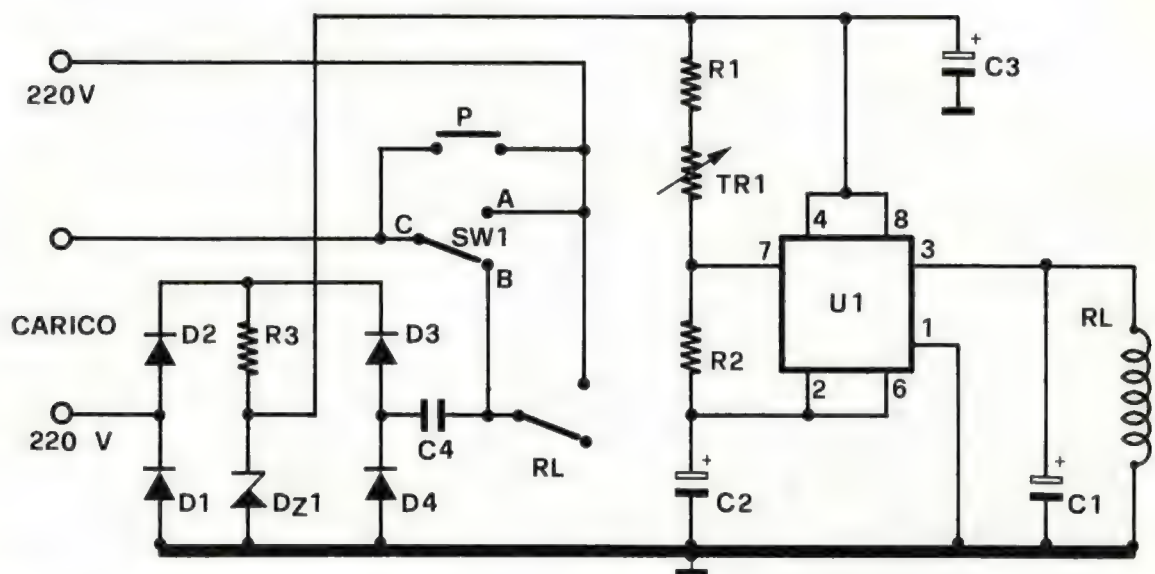 220V
P
A
C
SW1
B
CARICO
D2
R3
D3
220 V
C4
RL
D1
DZ1
D4
R1
TR1
+
C3
4
8
7
3
U1
1
RL
R2
2
6
+
C2
+
C1